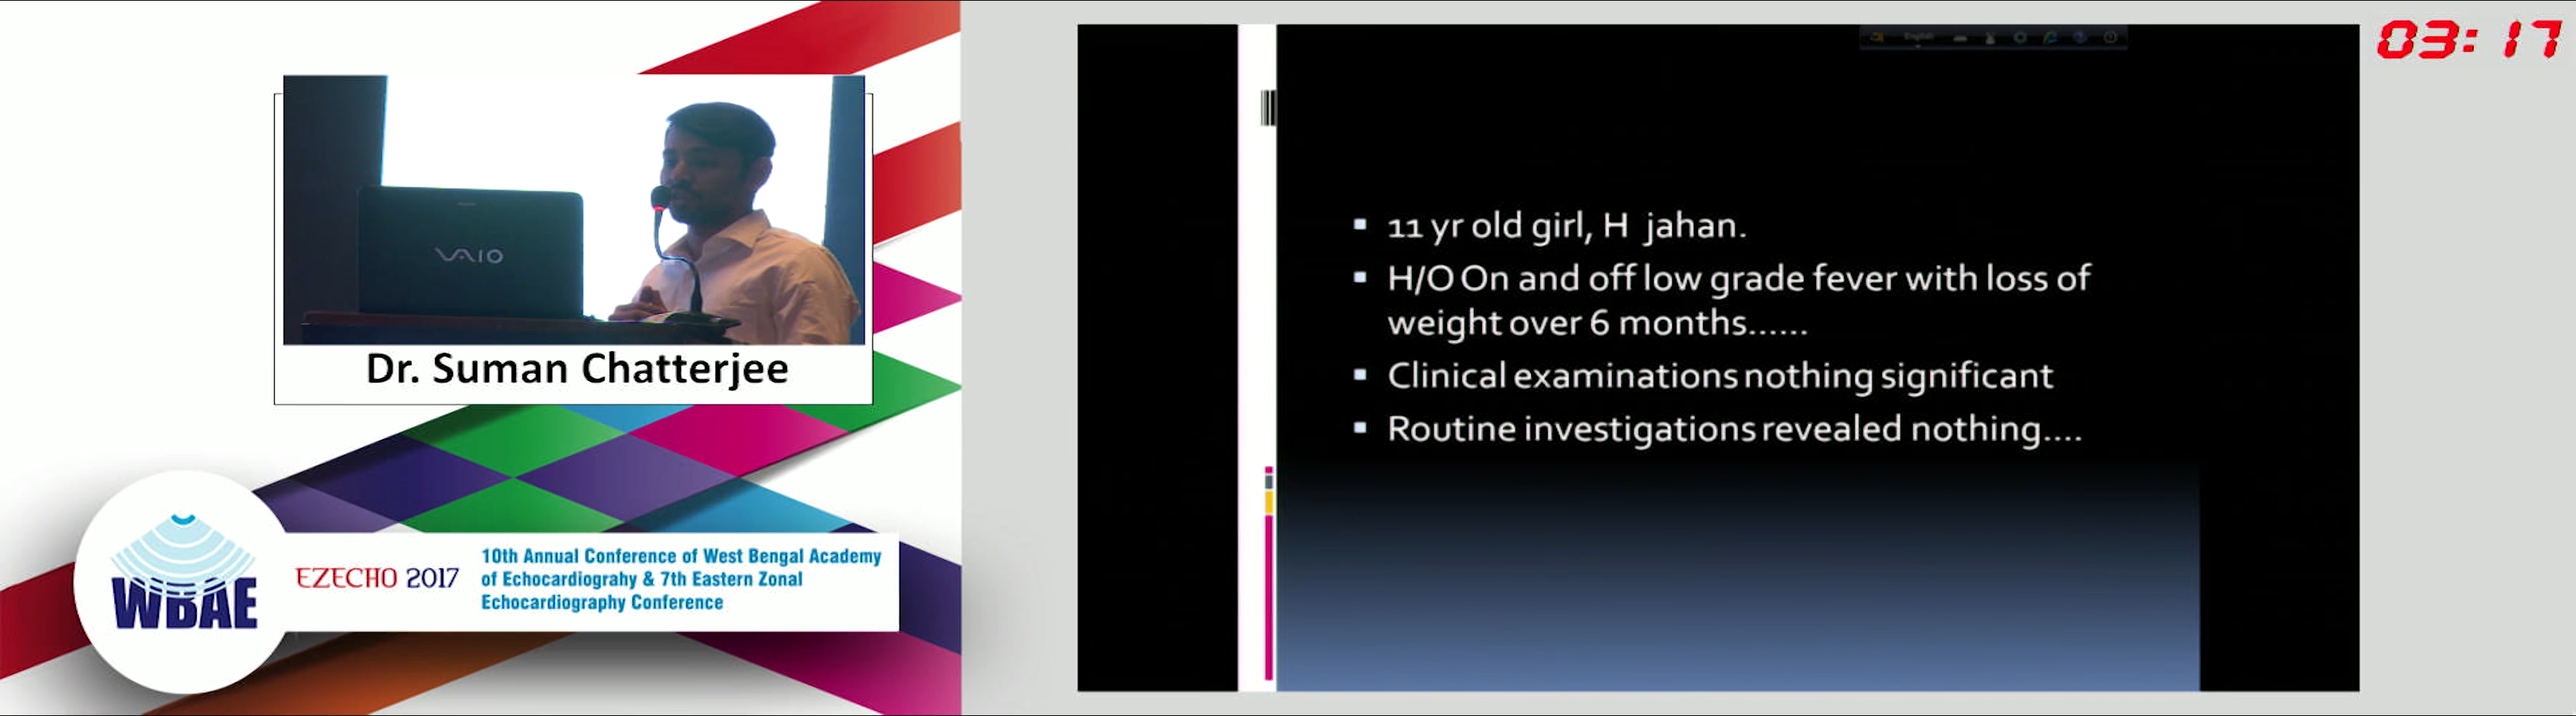 03:17
English
VAIO
Dr. Suman Chatterjee
WBAE
EZECHO 2017
10th Annual Conference of West Bengal Academy
of Echocardiograhy & 7th Eastern Zonal
Echocardiography Conference
11 yr old girl, H jahan.
H/O On and off low grade fever with loss of
weight over 6 months......
Clinical examinations nothing significant
Routine investigations revealed nothing....